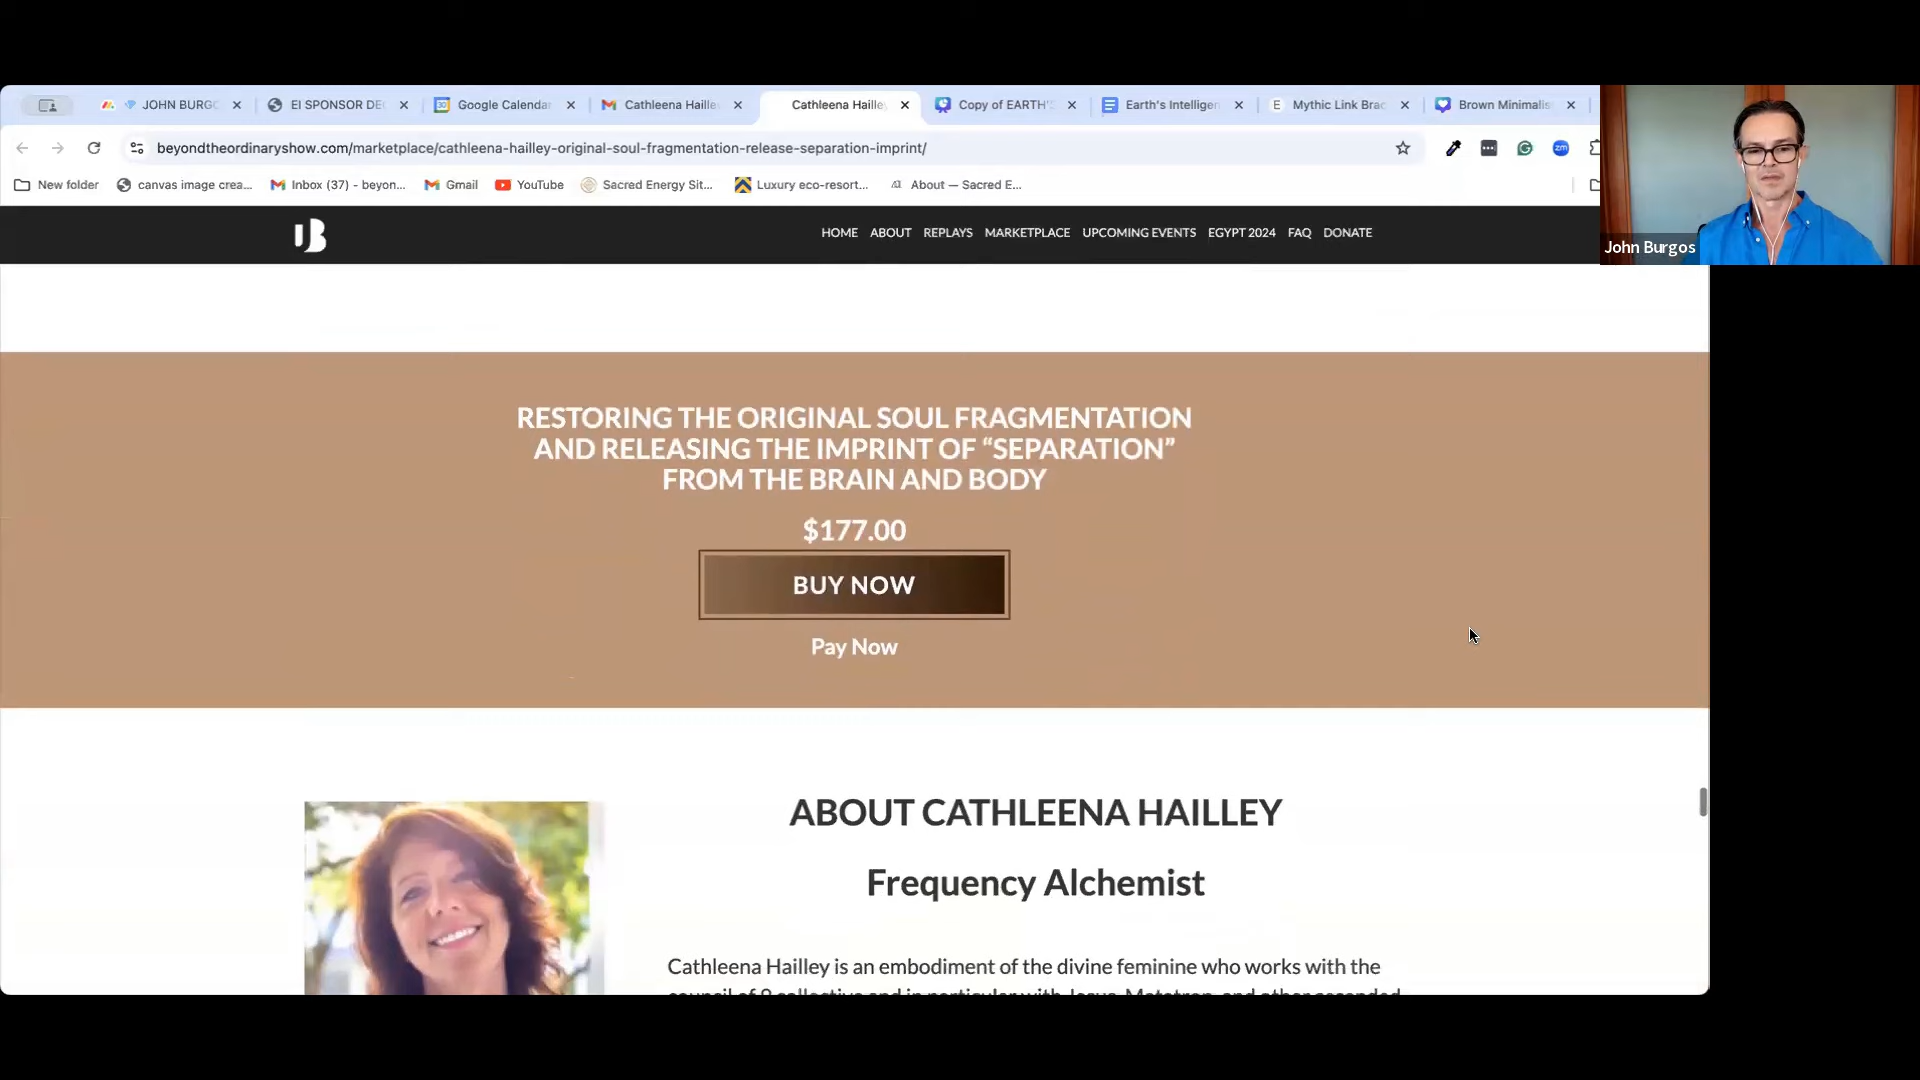 JOHN BURGO
EI SPONSOR DE
Google Calenda
Cathleena Haille
Cathleena Haille
Copy of EARTH'S
Earth's Intelligen
Mythic Link Brac
Brown Minimalis
beyondtheordinaryshow.com/marketplace/cathleena-hailley-original-soul-fragmentation-release-separation-imprint/
New folder
canvas image crea...
Inbox (37) - beyon...
Gmail
YouTube
Sacred Energy Sit...
Luxury eco-resort...
About — Sacred E...
John Burgos
HOME ABOUT REPLAYS MARKETPLACE UPCOMING EVENTS EGYPT 2024 FAQ DONATE
RESTORING THE ORIGINAL SOUL FRAGMENTATION
AND RELEASING THE IMPRINT OF “SEPARATION”
FROM THE BRAIN AND BODY
$177.00
BUY NOW
Pay Now
ABOUT CATHLEENA HAILLEY
Frequency Alchemist
Cathleena Hailley is an embodiment of the divine feminine who works with the